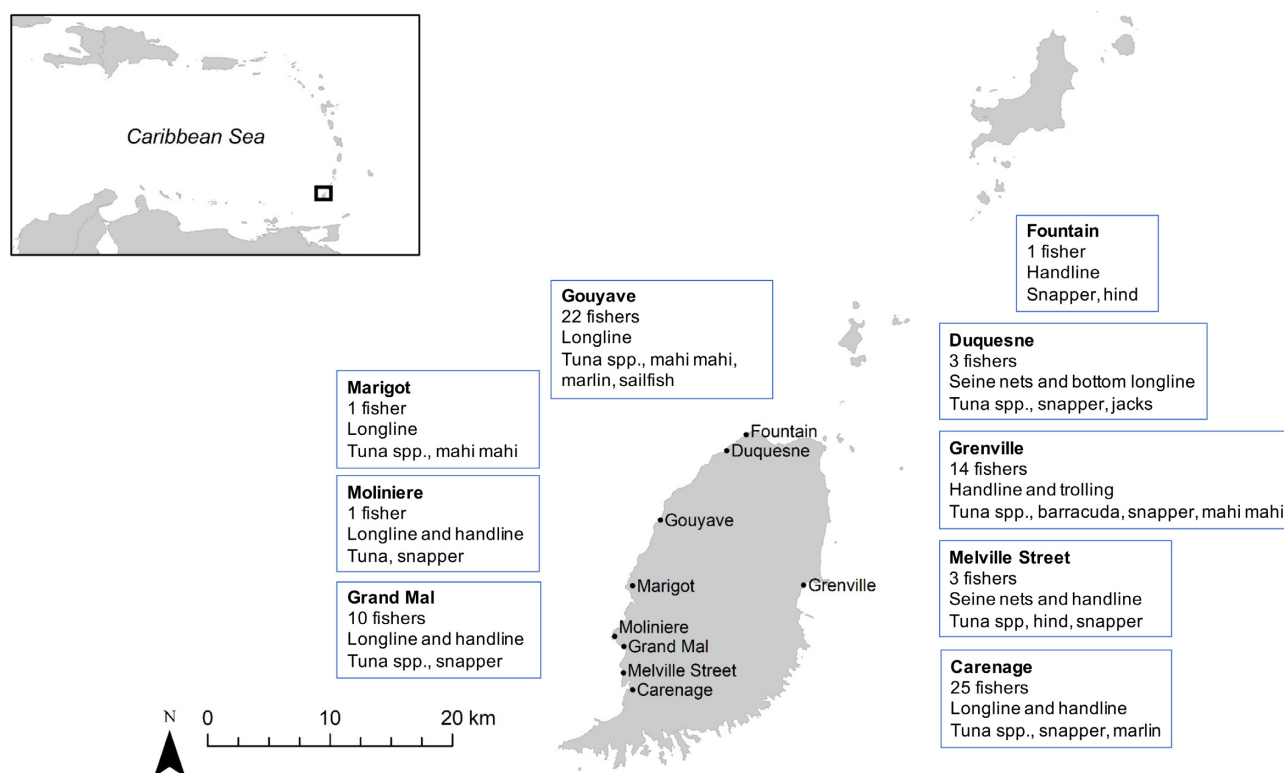 Caribbean Sea
Fountain
1 fisher
Handline
Snapper, hind
Gouyave
22 fishers
Longline
Tuna spp., mahi mahi,
marlin, sailfish
Duquesne
3 fishers
Seine nets and bottom longline
Tuna spp., snapper, jacks
Marigot
1 fisher
Longline
Tuna spp., mahi mahi
Grenville
14 fishers
Handline and trolling
Tuna spp., barracuda, snapper, mahi mahi
Moliniere
1 fisher
Longline and handline
Tuna, snapper
Melville Street
3 fishers
Seine nets and handline
Tuna spp, hind, snapper
Grand Mal
10 fishers
Longline and handline
Tuna spp., snapper
Carenage
25 fishers
Longline and handline
Tuna spp., snapper, marlin
Fountain
Duquesne
Gouyave
Marigot
Grenville
Moliniere
Grand Mal
Melville Street
Carenage
N
0 10 20 km